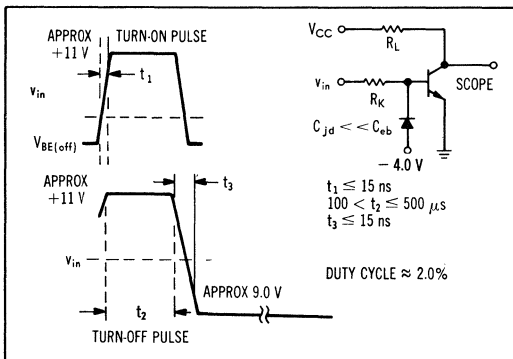 APPROX
+11 V
TURN-ON PULSE
t1
Vin
VBE(off)
APPROX
+11 V
t3
Vin
APPROX 9.0 V
t2
TURN-OFF PULSE
VCC
RL
SCOPE
Vin
RK
Cjd << Ceb
– 4.0 V
t1 ≤ 15 ns
100 < t2 ≤ 500 µs
t3 ≤ 15 ns
DUTY CYCLE ≈ 2.0%